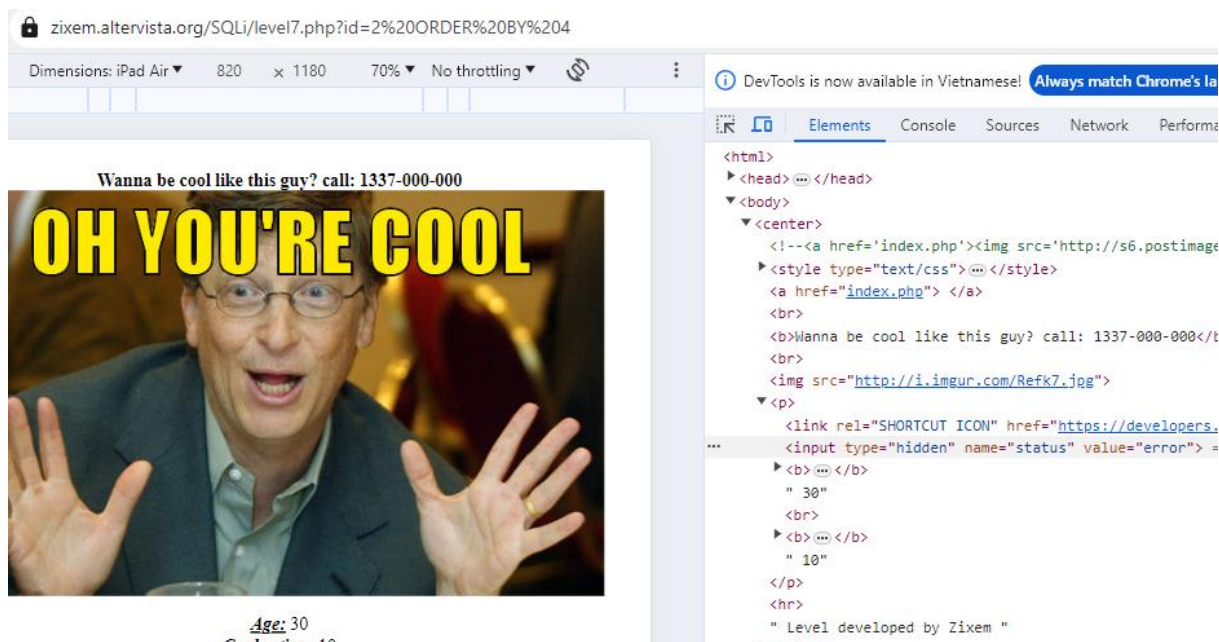 zixem.altervista.org/SQLi/level7.php?id=2%20ORDER%20BY%204
Dimensions: iPad Air 820 x 1180 70% No throttling
DevTools is now available in Vietnamese! Always match Chrome's la
Elements Console Sources Network Performa
Wanna be cool like this guy? call: 1337-000-000
OH YOU'RE COOL
Age: 30
<html>
<head> ... </head>
<body>
<center>
<!--<a href='index.php'><img src='http://s6.postimage
<style type="text/css"> ... </style>
<a href="index.php"> </a>
<br>
<b>Wanna be cool like this guy? call: 1337-000-000</b
<br>
<img src="http://i.imgur.com/Refk7.jpg">
<p>
<link rel="SHORTCUT ICON" href="https://developers.
... <input type="hidden" name="status" value="error"> =
<b> ... </b>
" 30"
<br>
<b> ... </b>
" 10"
</p>
<hr>
" Level developed by Zixem "